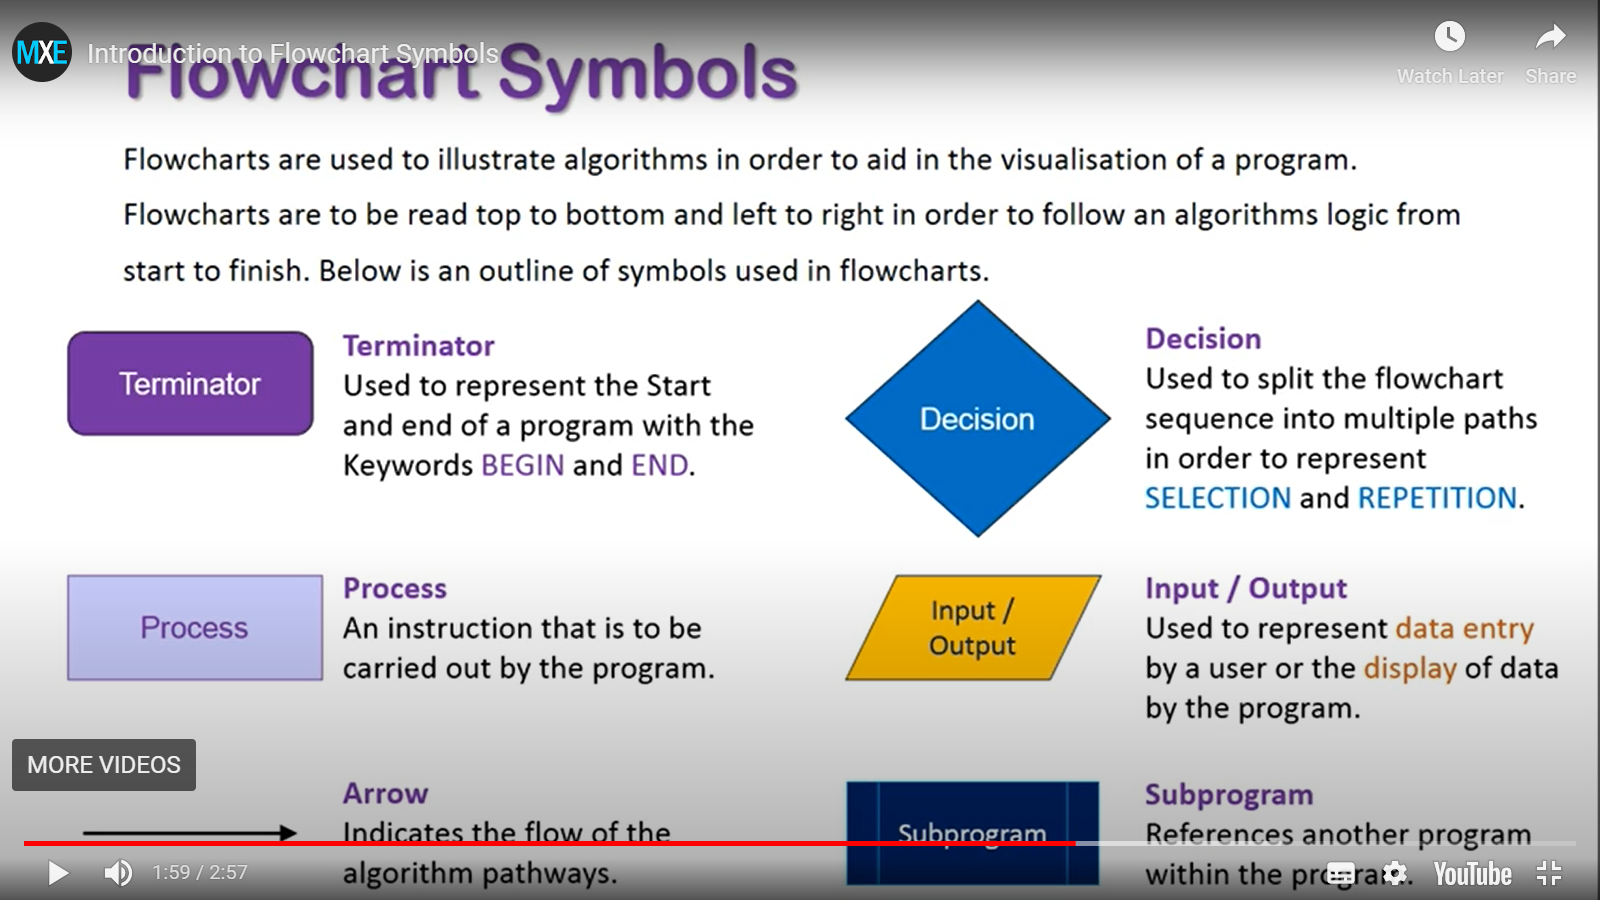 MXE Introduction to Flowchart Symbols
Watch Later Share
Flowchart Symbols
Flowcharts are used to illustrate algorithms in order to aid in the visualisation of a program.
Flowcharts are to be read top to bottom and left to right in order to follow an algorithms logic from
start to finish. Below is an outline of symbols used in flowcharts.
Terminator
Terminator
Used to represent the Start
and end of a program with the
Keywords BEGIN and END.
Decision
Decision
Used to split the flowchart
sequence into multiple paths
in order to represent
SELECTION and REPETITION.
Process
Process
An instruction that is to be
carried out by the program.
Input /
Output
Input / Output
Used to represent data entry
by a user or the display of data
by the program.
MORE VIDEOS
Arrow
Indicates the flow of the
algorithm pathways.
Subprogram
Subprogram
References another program
within the program.
1:59 / 2:57
YouTube